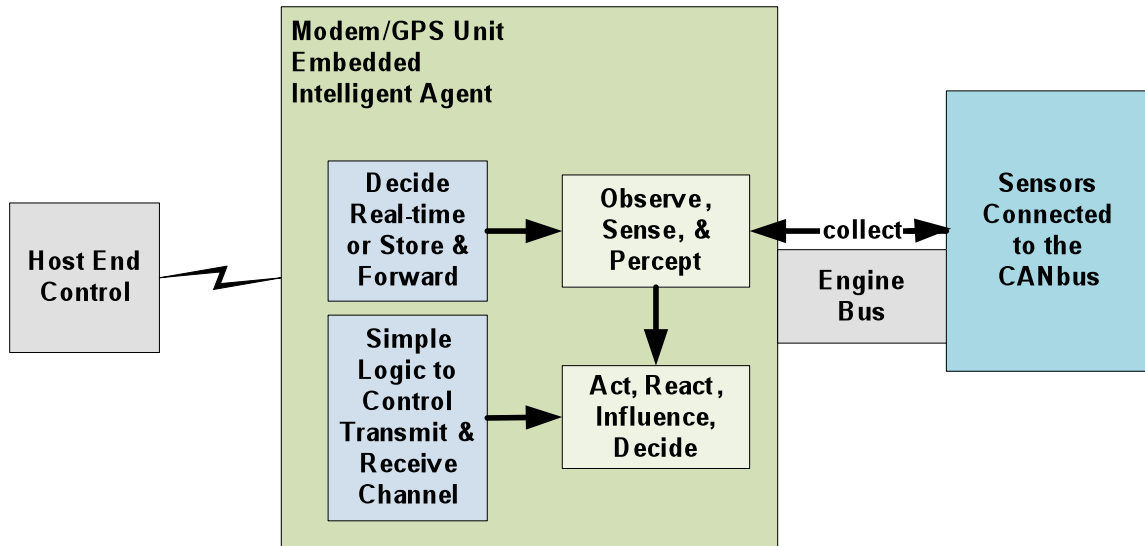 Modem/GPS Unit
Embedded
Intelligent Agent
Host End
Control
Decide
Real-time
or Store &
Forward
Observe,
Sense, &
Percept
collect
Sensors
Connected
to the
CANbus
Engine
Bus
Simple
Logic to
Control
Transmit &
Receive
Channel
Act, React,
Influence,
Decide